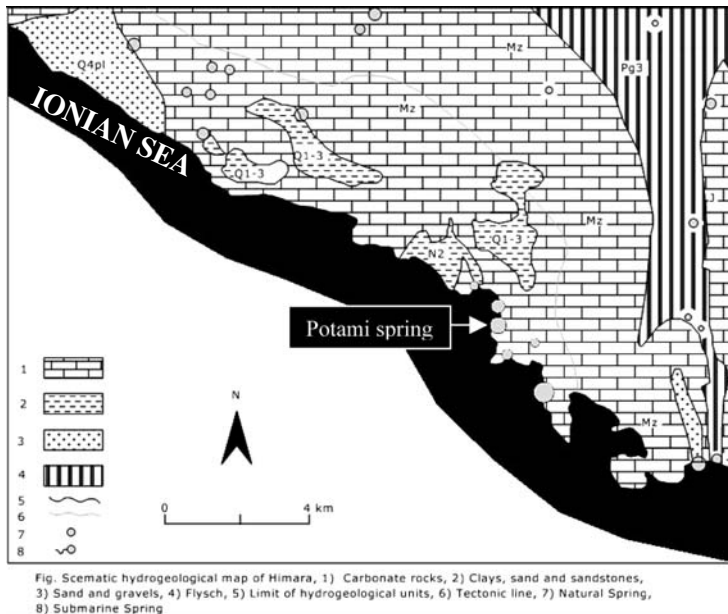 Mz
Pg3
Q4pl
IONIAN SEA
Mz
Q1-3
Q1-3
J
Mz
Q1-3
N2
Potami spring
Mz
N
0 4 km
1
2
3
4
5
6
7
8
Fig. Scematic hydrogeological map of Himara, 1) Carbonate rocks, 2) Clays, sand and sandstones,
3) Sand and gravels, 4) Flysch, 5) Limit of hydrogeological units, 6) Tectonic line, 7) Natural Spring,
8) Submarine Spring